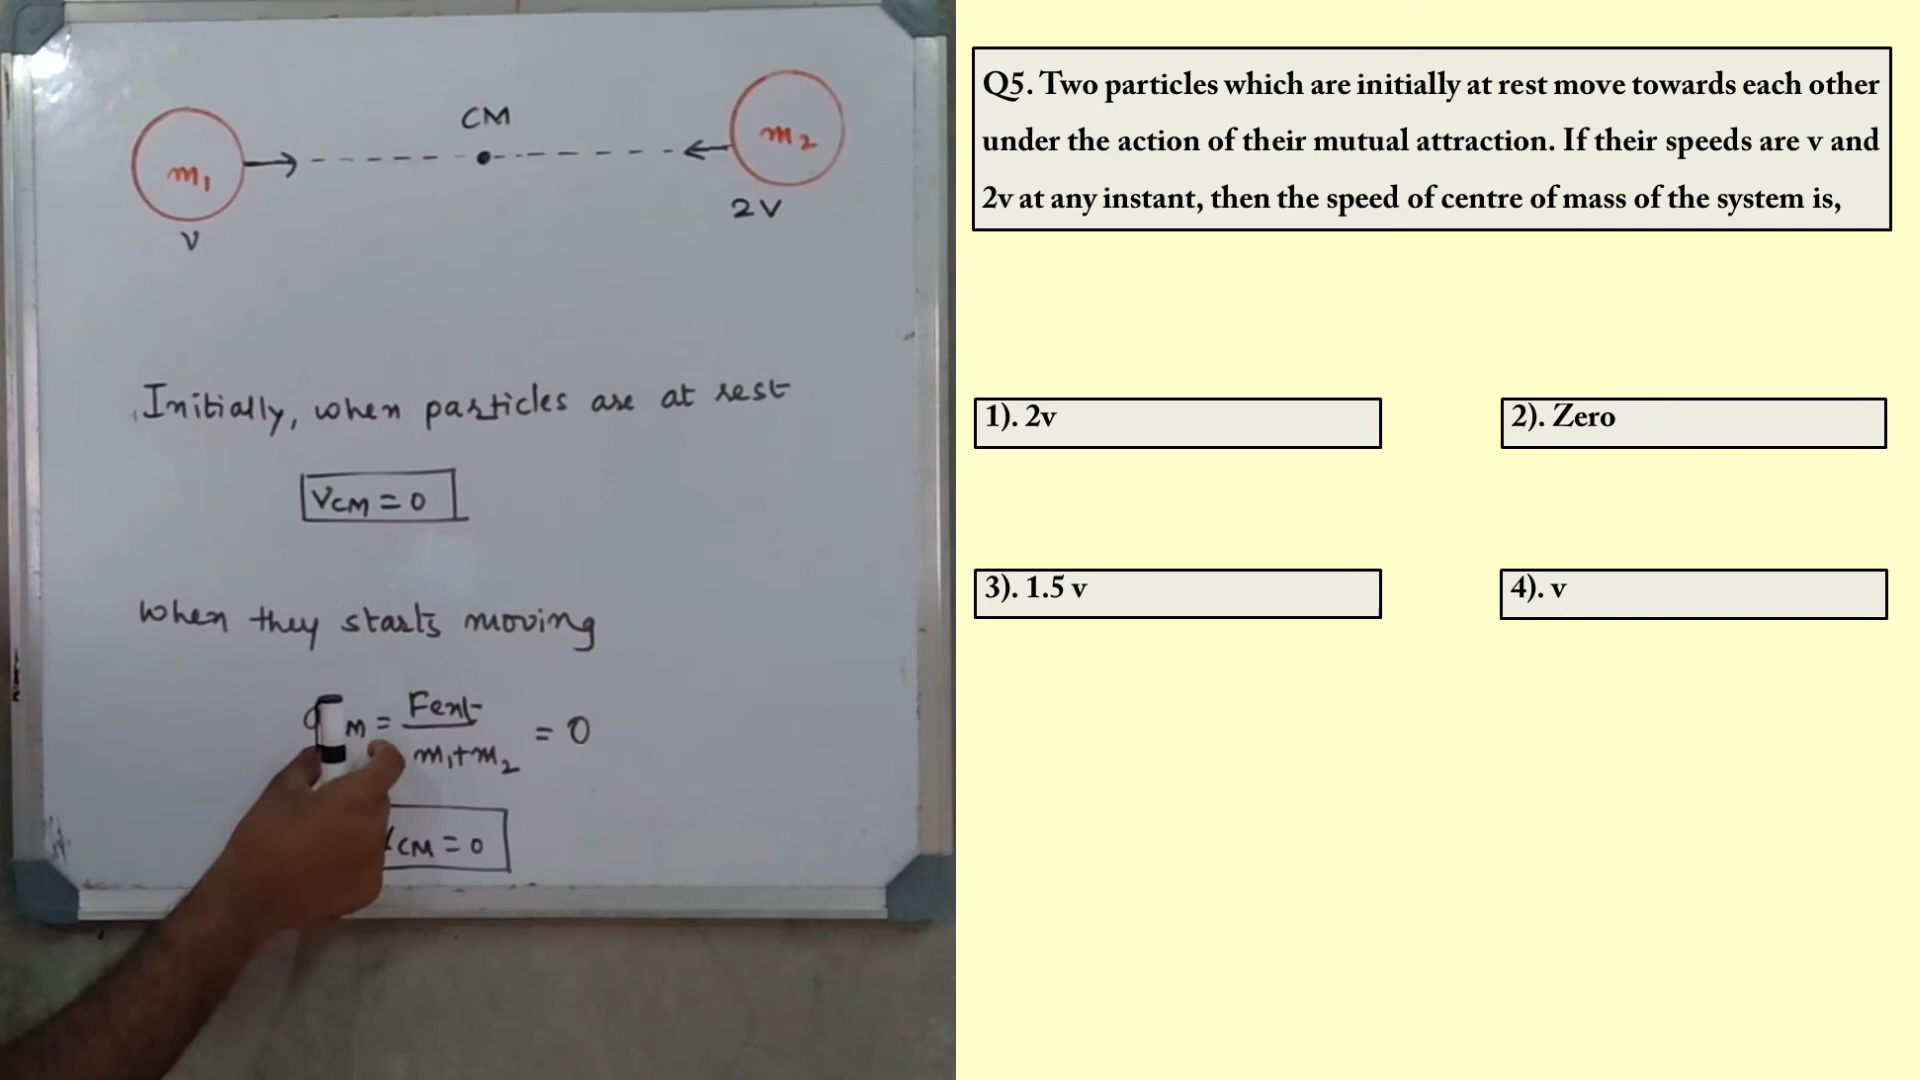 CM
m₁
m₂
v
2V
Initially, when particles are at rest
VCM = 0
when they starts moving
M = Fext / m₁+m₂ = 0
CM = 0
Q5. Two particles which are initially at rest move towards each other
under the action of their mutual attraction. If their speeds are v and
2v at any instant, then the speed of centre of mass of the system is,
1). 2v
2). Zero
3). 1.5 v
4). v